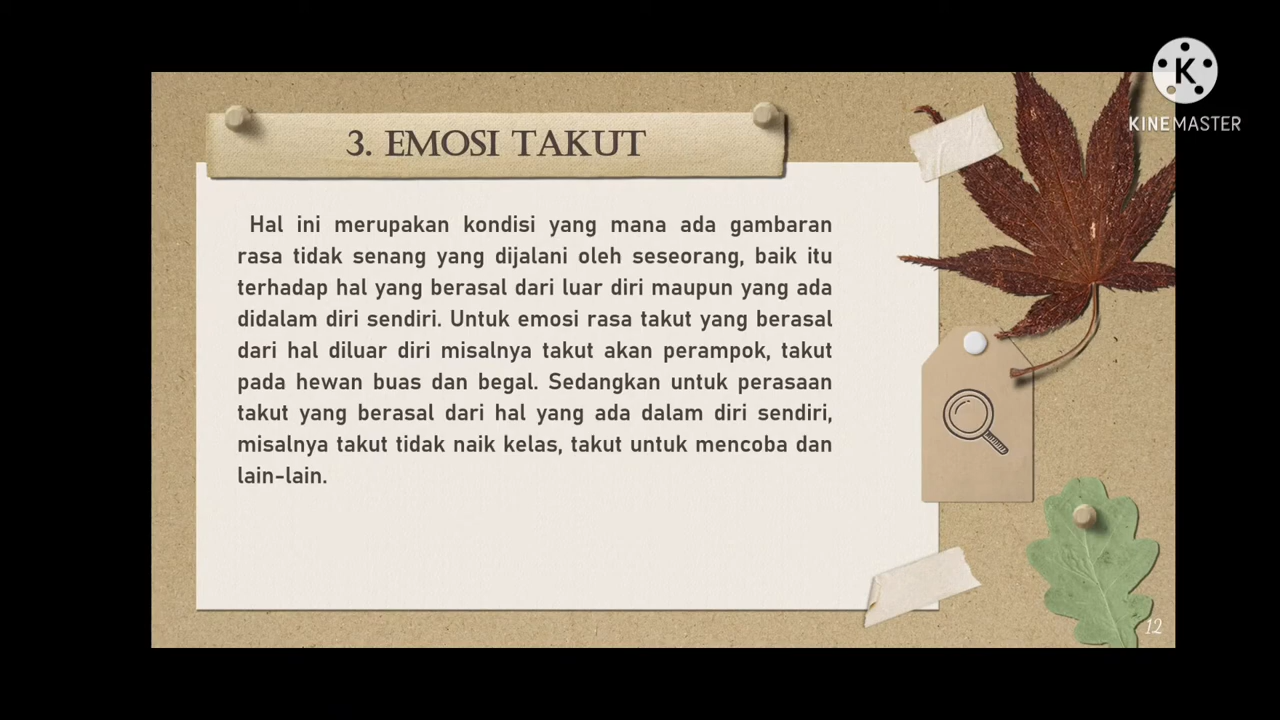 KINEMASTER
3. EMOSI TAKUT
Hal ini merupakan kondisi yang mana ada gambaran
rasa tidak senang yang dijalani oleh seseorang, baik itu
terhadap hal yang berasal dari luar diri maupun yang ada
didalam diri sendiri. Untuk emosi rasa takut yang berasal
dari hal diluar diri misalnya takut akan perampok, takut
pada hewan buas dan begal. Sedangkan untuk perasaan
takut yang berasal dari hal yang ada dalam diri sendiri,
misalnya takut tidak naik kelas, takut untuk mencoba dan
lain-lain.
12